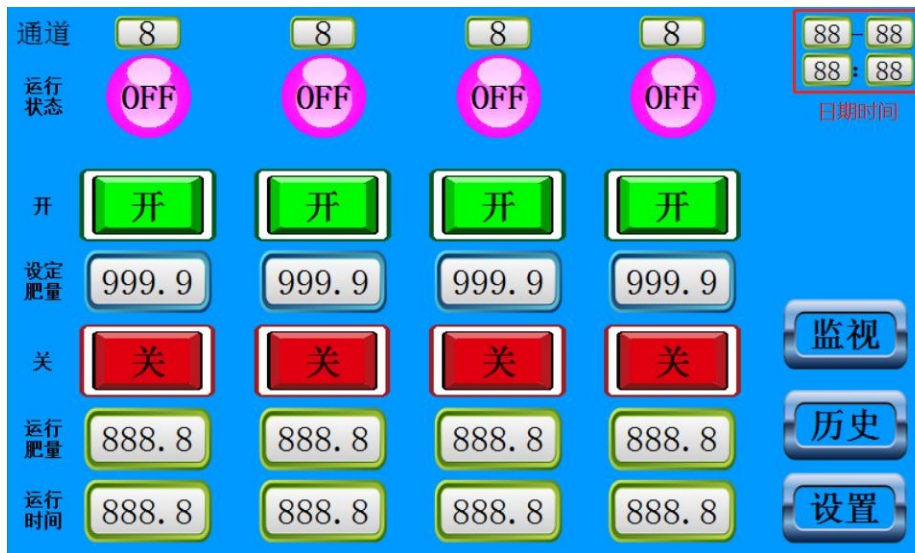 通道 8 8 8 8 88-88
88:88
运行
状态 OFF OFF OFF OFF
日期时间
开 开 开 开 开
设定
肥量 999.9 999.9 999.9 999.9
监视
关 关 关 关 关
运行
肥量 888.8 888.8 888.8 888.8
历史
运行
时间 888.8 888.8 888.8 888.8
设置